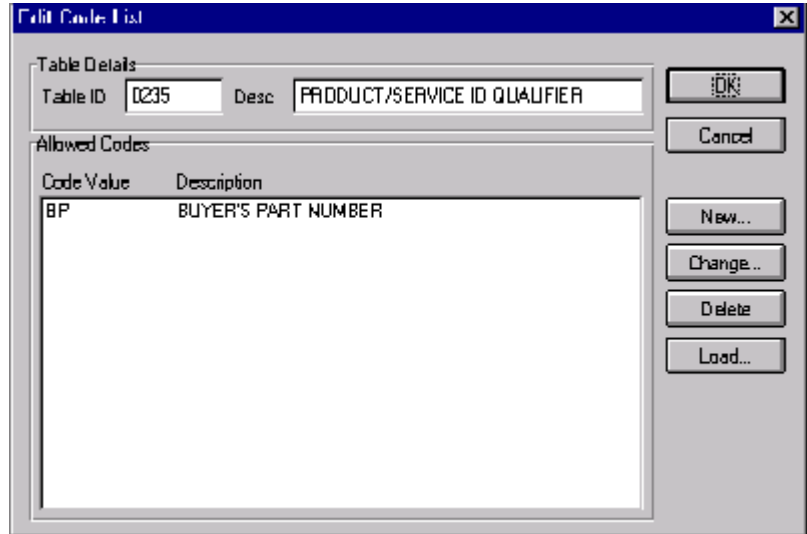 Edit Code List
Table Details
Table ID 0235 Desc PRODUCT/SERVICE ID QUALIFIER
OK
Cancel
Allowed Codes
Code Value Description
BP BUYER'S PART NUMBER
New...
Change...
Delete
Load...